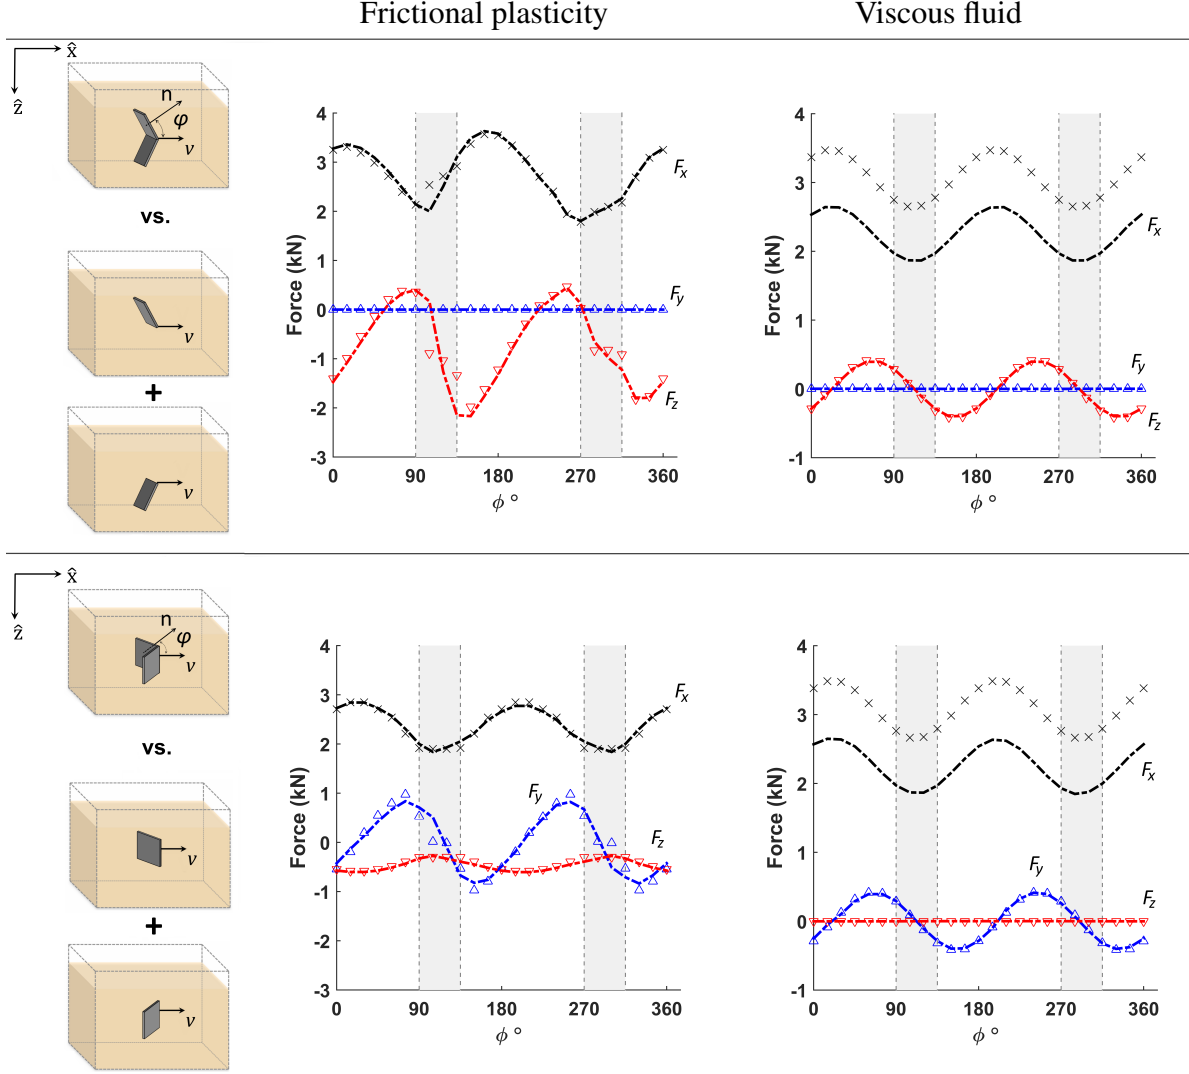 Frictional plasticity
Viscous fluid
x̂
ẑ
n
φ
v
vs.
v
+
v
Force (kN)
4
3
2
1
0
-1
-2
-3
0
90
180
270
360
ϕ °
Fx
Fy
Fz
Force (kN)
4
3
2
1
0
-1
0
90
180
270
360
ϕ °
Fx
Fy
Fz
x̂
ẑ
n
φ
v
vs.
v
+
v
Force (kN)
4
3
2
1
0
-1
-2
-3
0
90
180
270
360
ϕ °
Fx
Fy
Fz
Force (kN)
4
3
2
1
0
-1
0
90
180
270
360
ϕ °
Fx
Fy
Fz